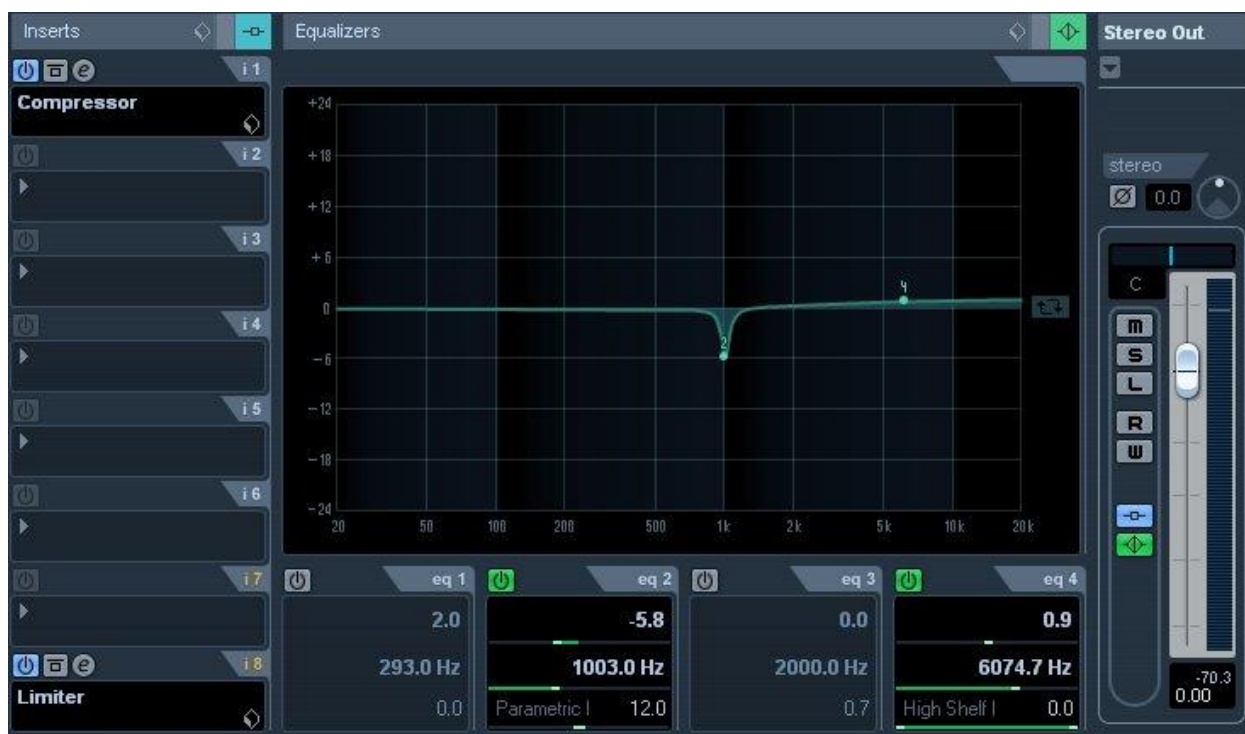 Inserts
Equalizers
Stereo Out
e
i 1
Compressor
i 2
i 3
i 4
i 5
i 6
i 7
e
i 8
Limiter
+24
+18
+12
+6
0
-6
-12
-18
-24
20 50 100 200 500 1k 2k 5k 10k 20k
4
2
eq 1
2.0
293.0 Hz
0.0
eq 2
-5.8
1003.0 Hz
Parametric I 12.0
eq 3
0.0
2000.0 Hz
0.7
eq 4
0.9
6074.7 Hz
High Shelf I 0.0
stereo
Ø 0.0
C
m
S
L
R
W
-70.3
0.00